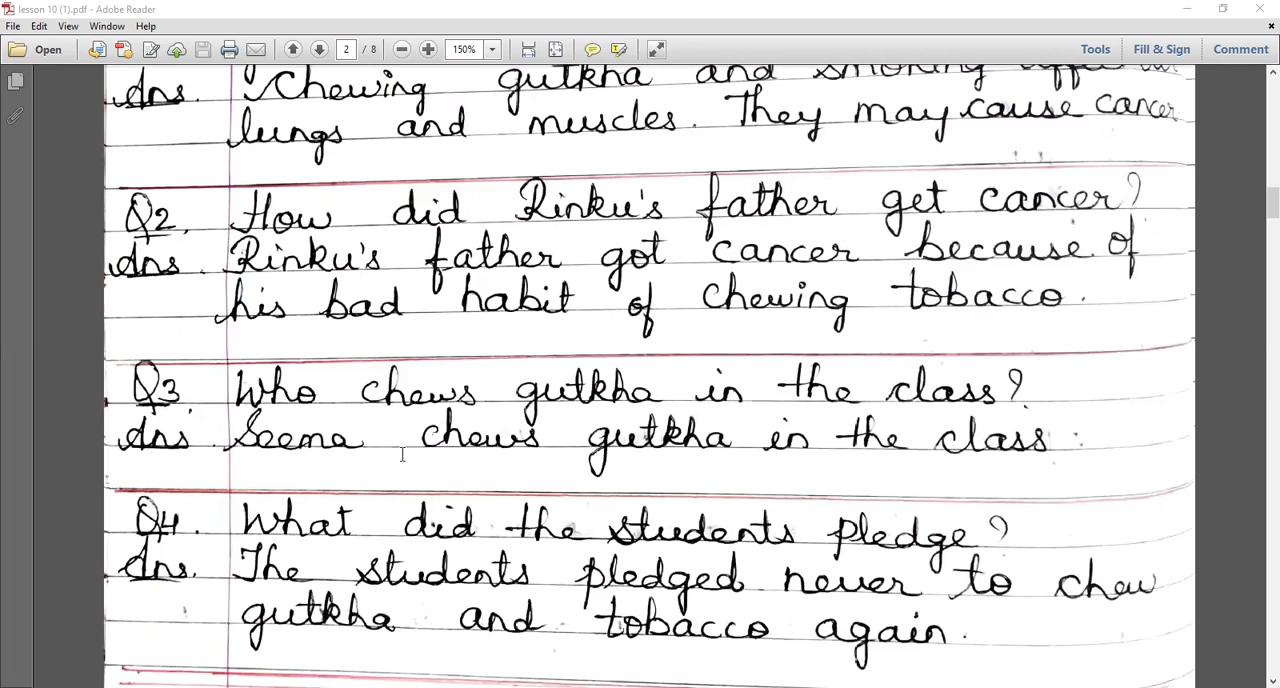 lesson 10 (1).pdf - Adobe Reader
File Edit View Window Help
Open 2 / 8 150% Tools Fill & Sign Comment
Ans. Chewing gutkha and smoking
lungs and muscles. They may cause cancer
Q2. How did Rinku's father get cancer?
Ans. Rinku's father got cancer because of
his bad habit of chewing tobacco.
Q3. Who chews gutkha in the class?
Ans Seema chews gutkha in the class
Q4. What did the students pledge?
Ans. The students pledged never to chew
gutkha and tobacco again.